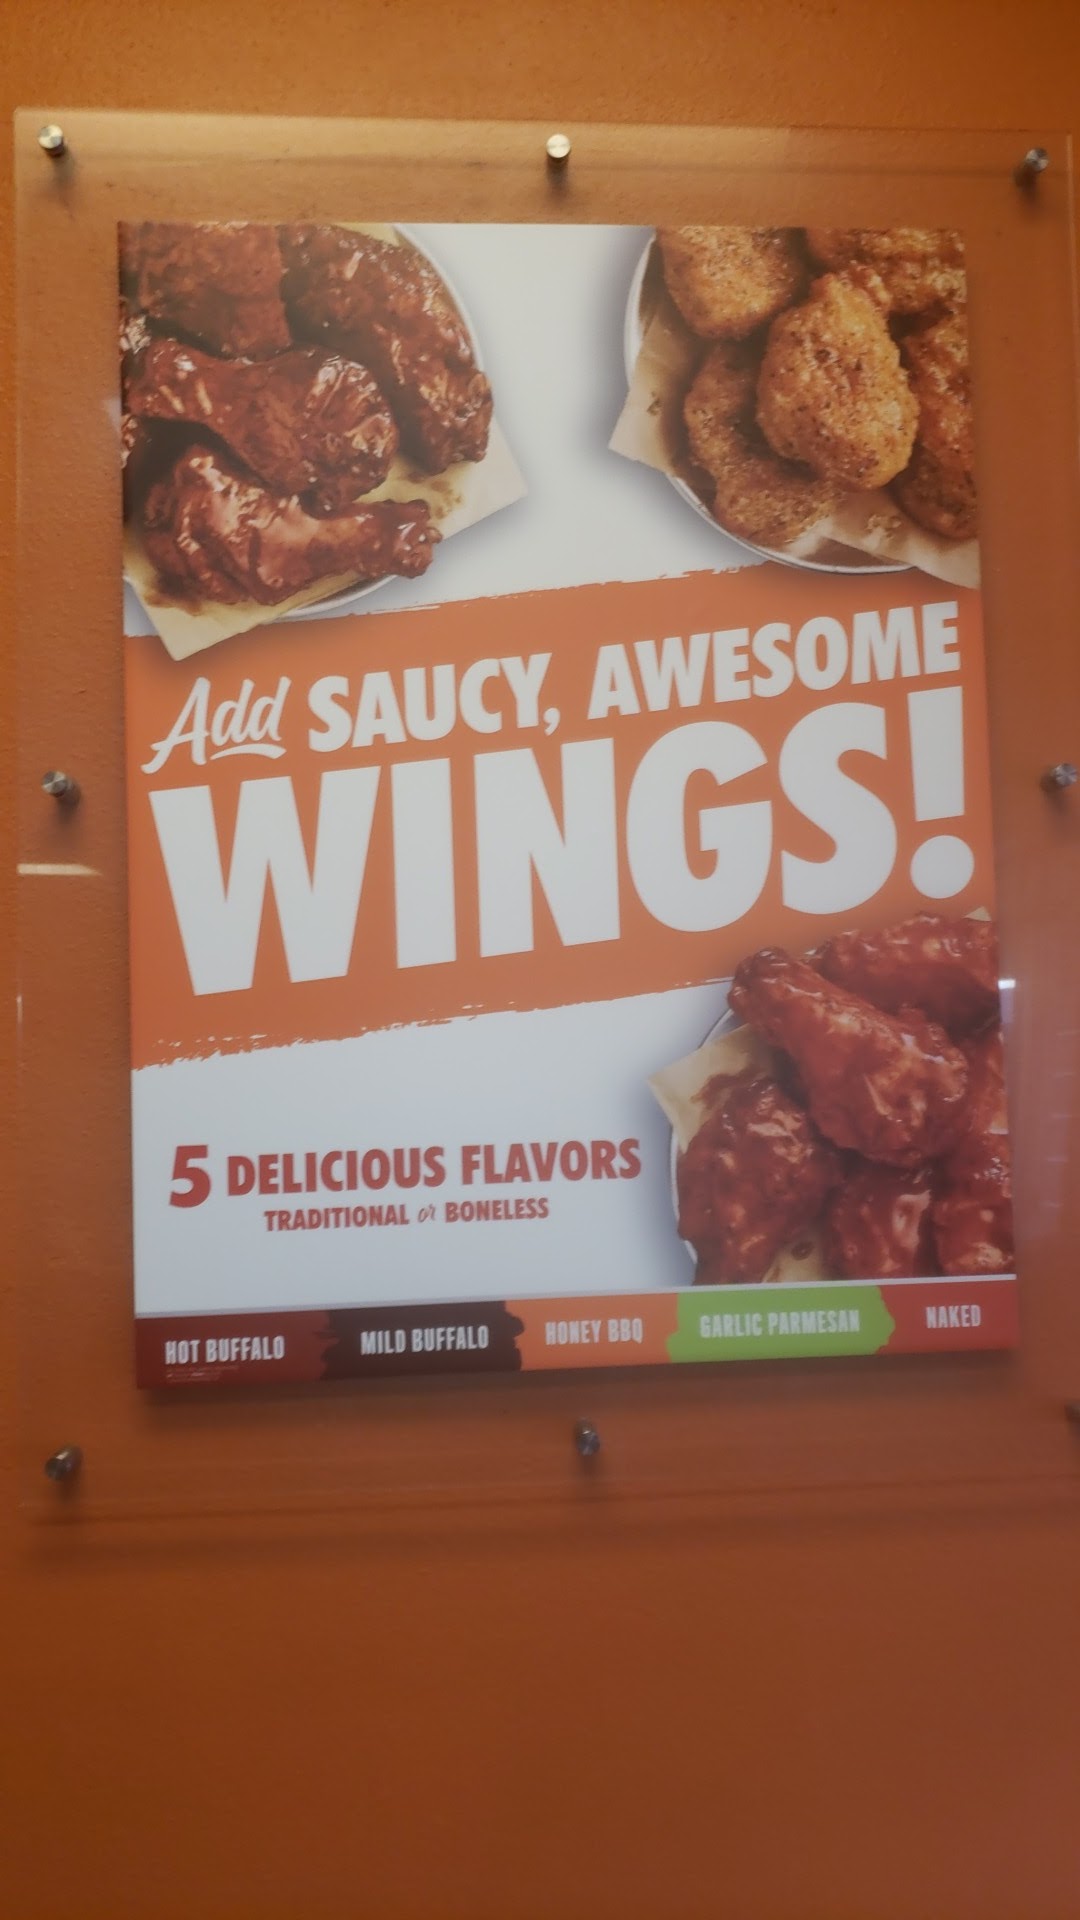 Add SAUCY, AWESOME
WINGS!
5 DELICIOUS FLAVORS
TRADITIONAL or BONELESS
HOT BUFFALO MILD BUFFALO HONEY BBQ GARLIC PARMESAN NAKED